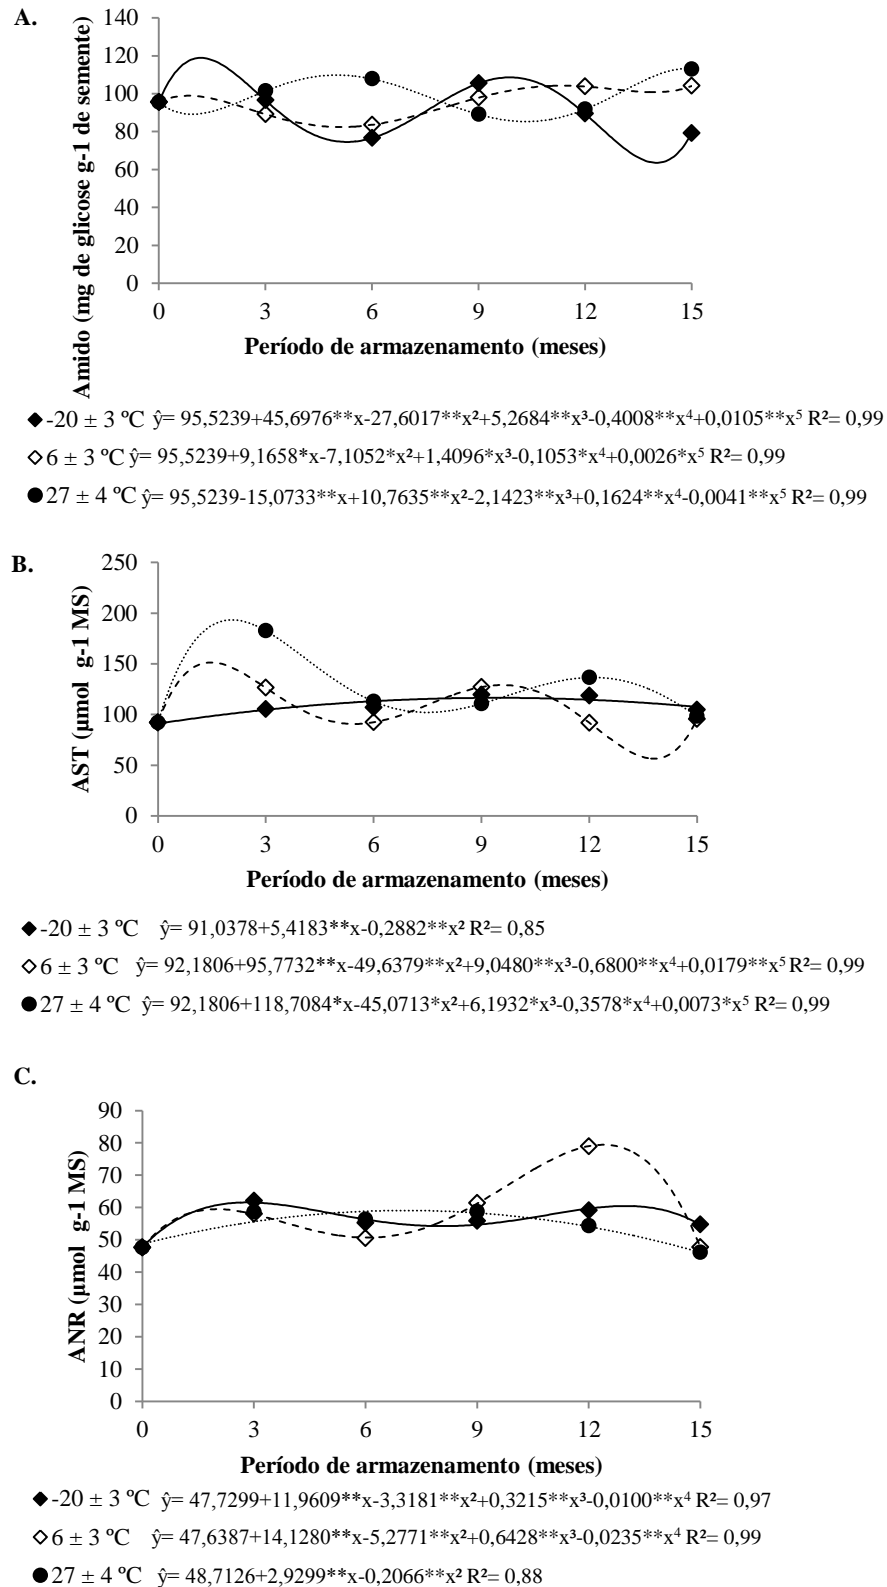 A.
140
120
100
80
60
40
20
0
Amido (mg de glicose g-1 de semente)
0 3 6 9 12 15
Período de armazenamento (meses)
-20 ± 3 ºC ŷ= 95,5239+45,6976**x-27,6017**x²+5,2684**x³-0,4008**x⁴+0,0105**x⁵ R²= 0,99
6 ± 3 ºC ŷ= 95,5239+9,1658*x-7,1052*x²+1,4096*x³-0,1053*x⁴+0,0026*x⁵ R²= 0,99
27 ± 4 ºC ŷ= 95,5239-15,0733**x+10,7635**x²-2,1423**x³+0,1624**x⁴-0,0041**x⁵ R²= 0,99
B.
250
200
150
100
50
0
AST (µmol g-1 MS)
0 3 6 9 12 15
Período de armazenamento (meses)
-20 ± 3 ºC ŷ= 91,0378+5,4183**x-0,2882**x² R²= 0,85
6 ± 3 ºC ŷ= 92,1806+95,7732**x-49,6379**x²+9,0480**x³-0,6800**x⁴+0,0179**x⁵ R²= 0,99
27 ± 4 ºC ŷ= 92,1806+118,7084*x-45,0713*x²+6,1932*x³-0,3578*x⁴+0,0073*x⁵ R²= 0,99
C.
90
80
70
60
50
40
30
20
10
0
ANR (µmol g-1 MS)
0 3 6 9 12 15
Período de armazenamento (meses)
-20 ± 3 ºC ŷ= 47,7299+11,9609**x-3,3181**x²+0,3215**x³-0,0100**x⁴ R²= 0,97
6 ± 3 ºC ŷ= 47,6387+14,1280**x-5,2771**x²+0,6428**x³-0,0235**x⁴ R²= 0,99
27 ± 4 ºC ŷ= 48,7126+2,9299**x-0,2066**x² R²= 0,88